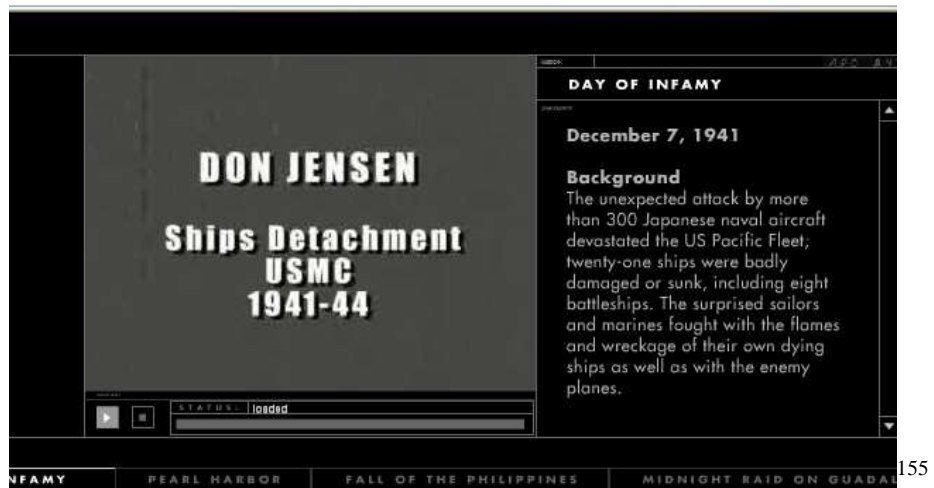 DON JENSEN
Ships Detachment
USMC
1941-44
STATUS: loaded
DAY OF INFAMY
December 7, 1941
Background
The unexpected attack by more
than 300 Japanese naval aircraft
devastated the US Pacific Fleet;
twenty-one ships were badly
damaged or sunk, including eight
battleships. The surprised sailors
and marines fought with the flames
and wreckage of their own dying
ships as well as with the enemy
planes.
NFAMY
PEARL HARBOR
FALL OF THE PHILIPPINES
MIDNIGHT RAID ON GUADAL
155